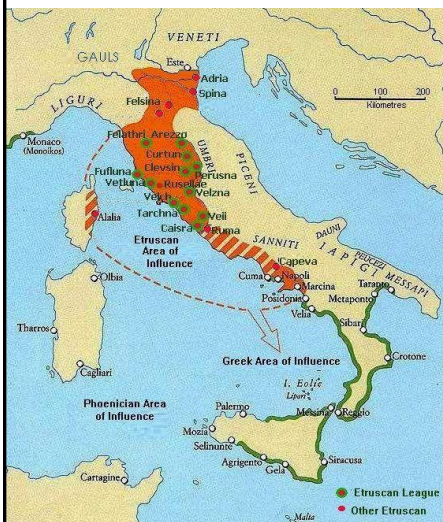 VENETI
GAULS
Este
Adria
Spina
0 100 200
Kilometres
LIGURI
Felsina
Monaco
(Monoikos)
Felathri Arezzo
UMBRI
PICENI
Curtun
Clevsin
Perusna
Fufluna
Vetluna
Rusellae
Velzna
Velch
Tarchna
Veii
Alalia
Caisra
Ruma
SANNITI
DAUNI
PEUCEZI
IAPIGI
MESSAPI
Etruscan
Area of
Influence
Capeva
Olbia
Cuma
Napoli
Marcina
Taranto
Posidonia
Metaponto
Velia
Tharros
Sibari
Greek Area of Influence
Crotone
Cagliari
I. Eolie
Lipari
Phoenician Area
of Influence
Palermo
Messina
Reggio
Mozia
Selinunte
Agrigento
Siracusa
Gela
Cartagine
Etruscan League
Other Etruscan
Malta